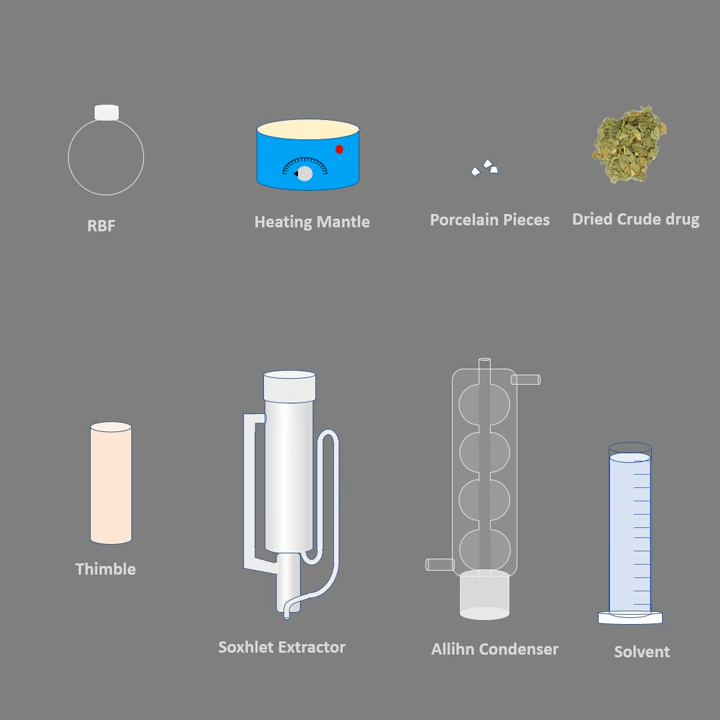 RBF
Heating Mantle
Porcelain Pieces
Dried Crude drug
Thimble
Soxhlet Extractor
Allihn Condenser
Solvent